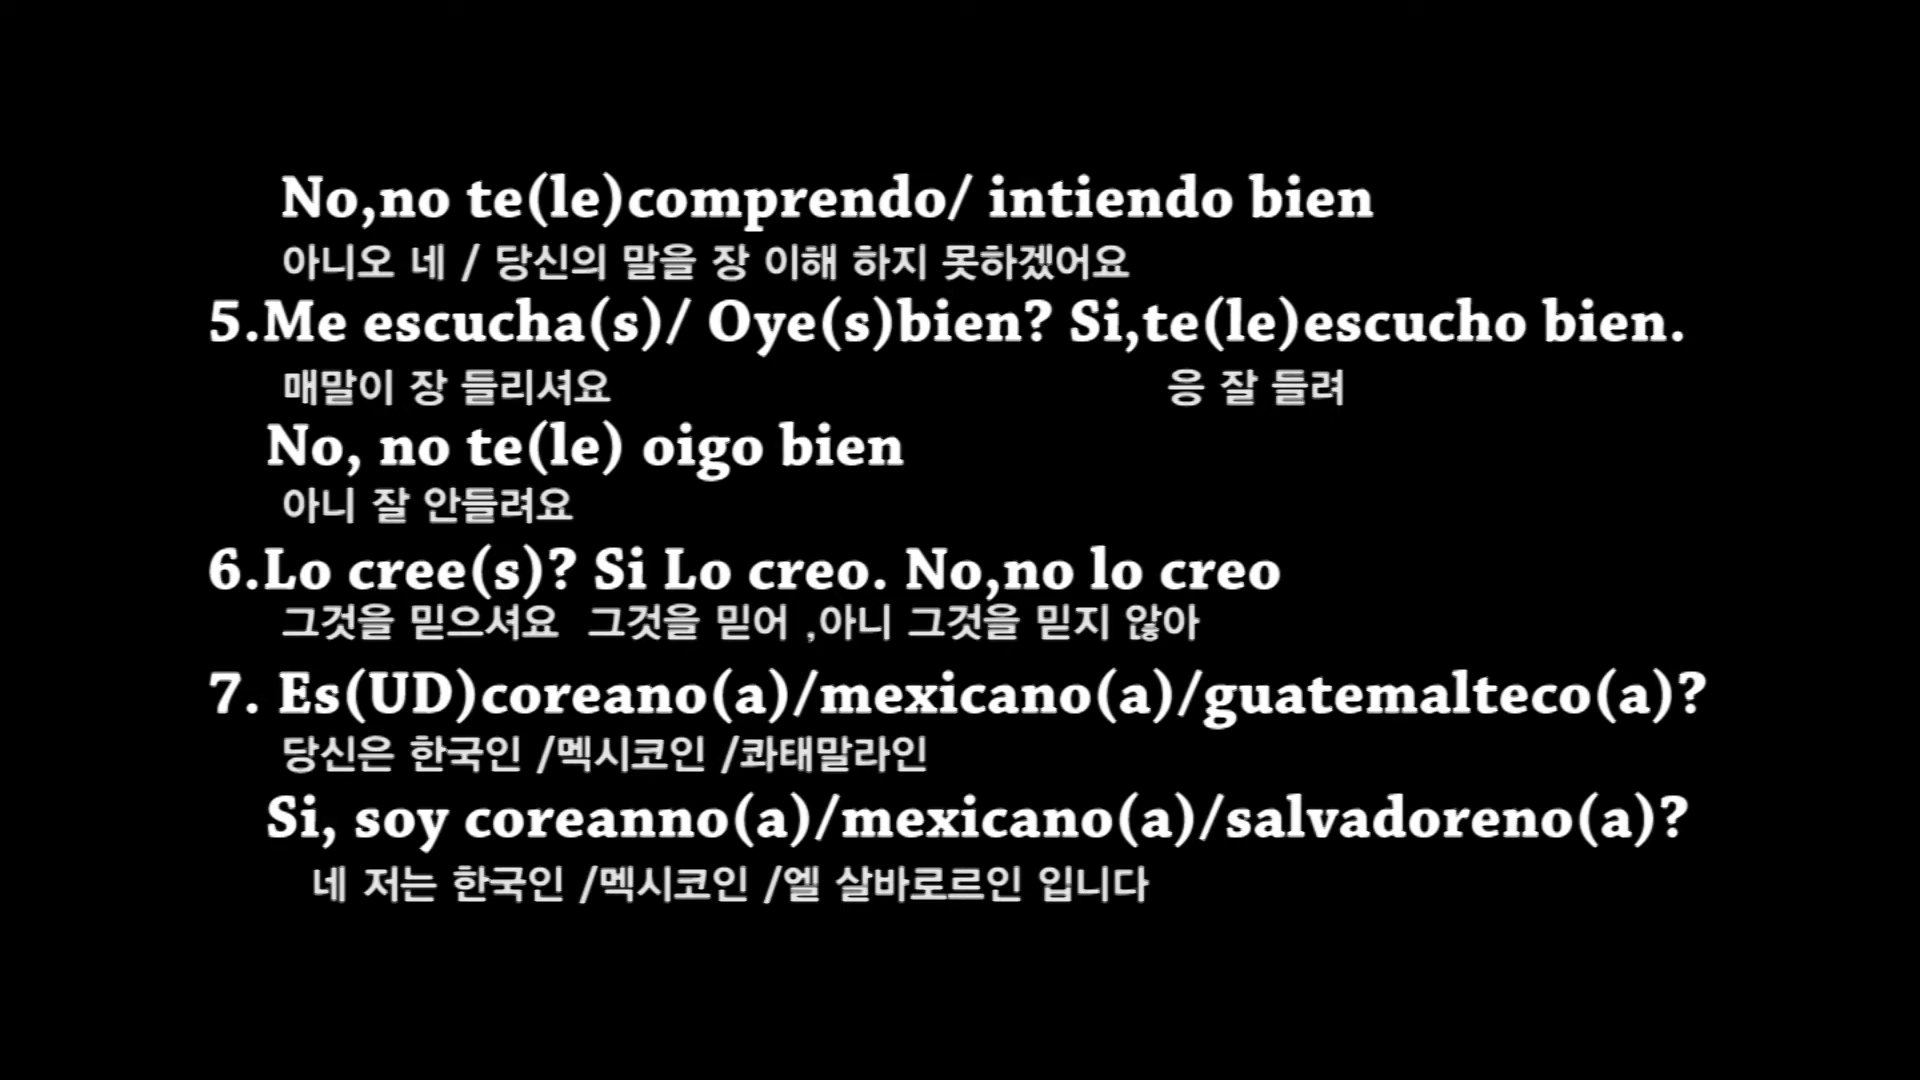 No,no te(le)comprendo/ intiendo bien
아니오 네 / 당신의 말을 장 이해 하지 못하겠어요
5.Me escucha(s)/ Oye(s)bien? Si,te(le)escucho bien.
매말이 장 들리셔요 응 잘 들려
No, no te(le) oigo bien
아니 잘 안들려요
6.Lo cree(s)? Si Lo creo. No,no lo creo
그것을 믿으셔요 그것을 믿어 ,아니 그것을 믿지 않아
7. Es(UD)coreano(a)/mexicano(a)/guatemalteco(a)?
당신은 한국인 /멕시코인 /콰태말라인
Si, soy coreanno(a)/mexicano(a)/salvadoreno(a)?
네 저는 한국인 /멕시코인 /엘 살바로르인 입니다